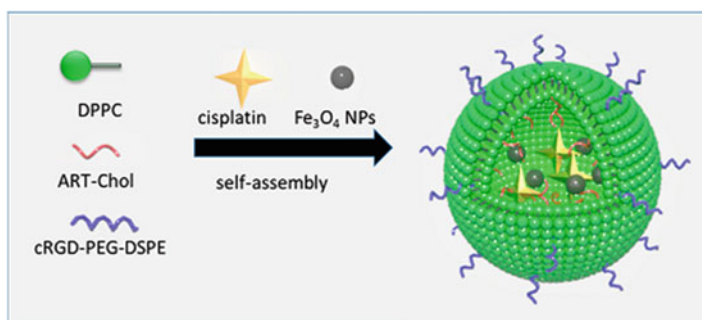 DPPC
ART-Chol
cRGD-PEG-DSPE
cisplatin
Fe₃O₄ NPs
self-assembly